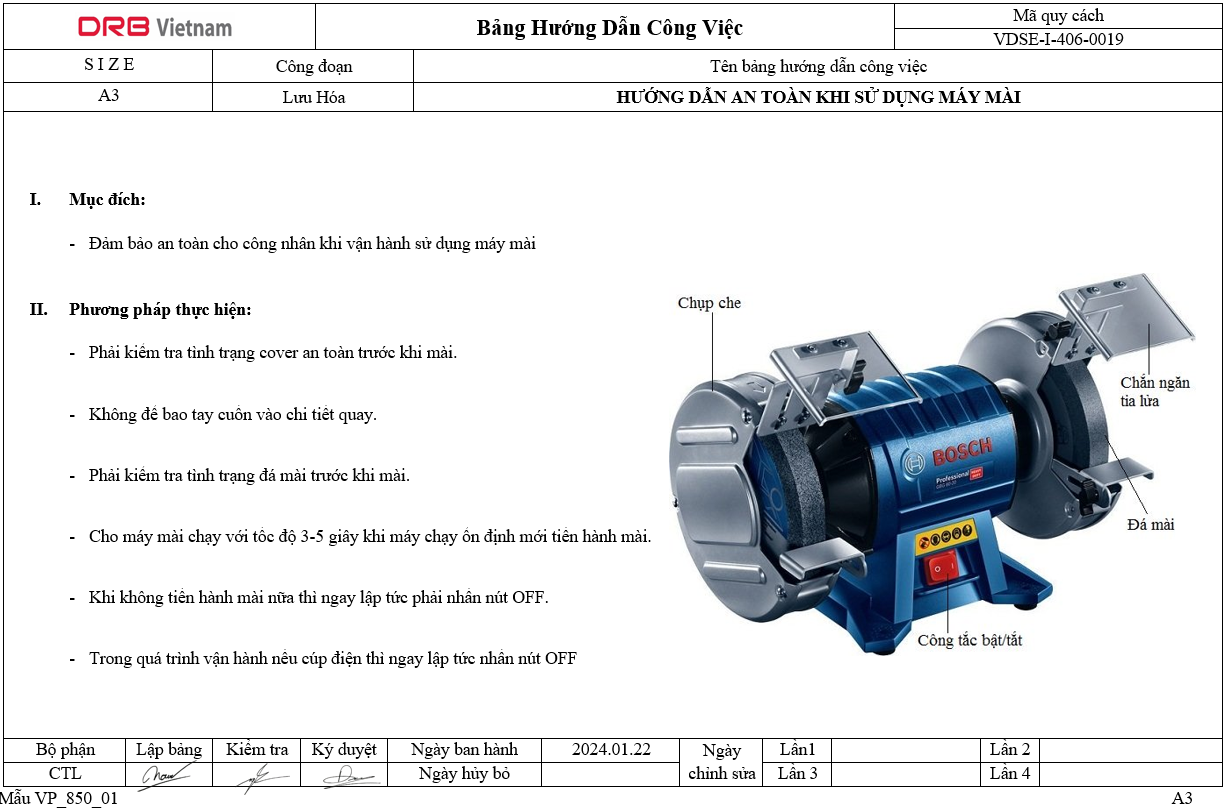 DRB Vietnam
Bảng Hướng Dẫn Công Việc
Mã quy cách
VDSE-I-406-0019
S I Z E
Công đoạn
Tên bảng hướng dẫn công việc
A3
Lưu Hóa
HƯỚNG DẪN AN TOÀN KHI SỬ DỤNG MÁY MÀI
I. Mục đích:
- Đảm bảo an toàn cho công nhân khi vận hành sử dụng máy mài
II. Phương pháp thực hiện:
- Phải kiểm tra tình trạng cover an toàn trước khi mài.
- Không để bao tay cuốn vào chi tiết quay.
- Phải kiểm tra tình trạng đá mài trước khi mài.
- Cho máy mài chạy với tốc độ 3-5 giây khi máy chạy ổn định mới tiến hành mài.
- Khi không tiến hành mài nữa thì ngay lập tức phải nhấn nút OFF.
- Trong quá trình vận hành nếu cúp điện thì ngay lập tức nhấn nút OFF
Chụp che
Chắn ngăn
tia lửa
BOSCH
Professional
Đá mài
Công tắc bật/tắt
Bộ phận
Lập bảng
Kiểm tra
Ký duyệt
Ngày ban hành
2024.01.22
Ngày
chỉnh sửa
Lần1
Lần 2
CTL
Ngày hủy bỏ
Lần 3
Lần 4
Mẫu VP_850_01
A3